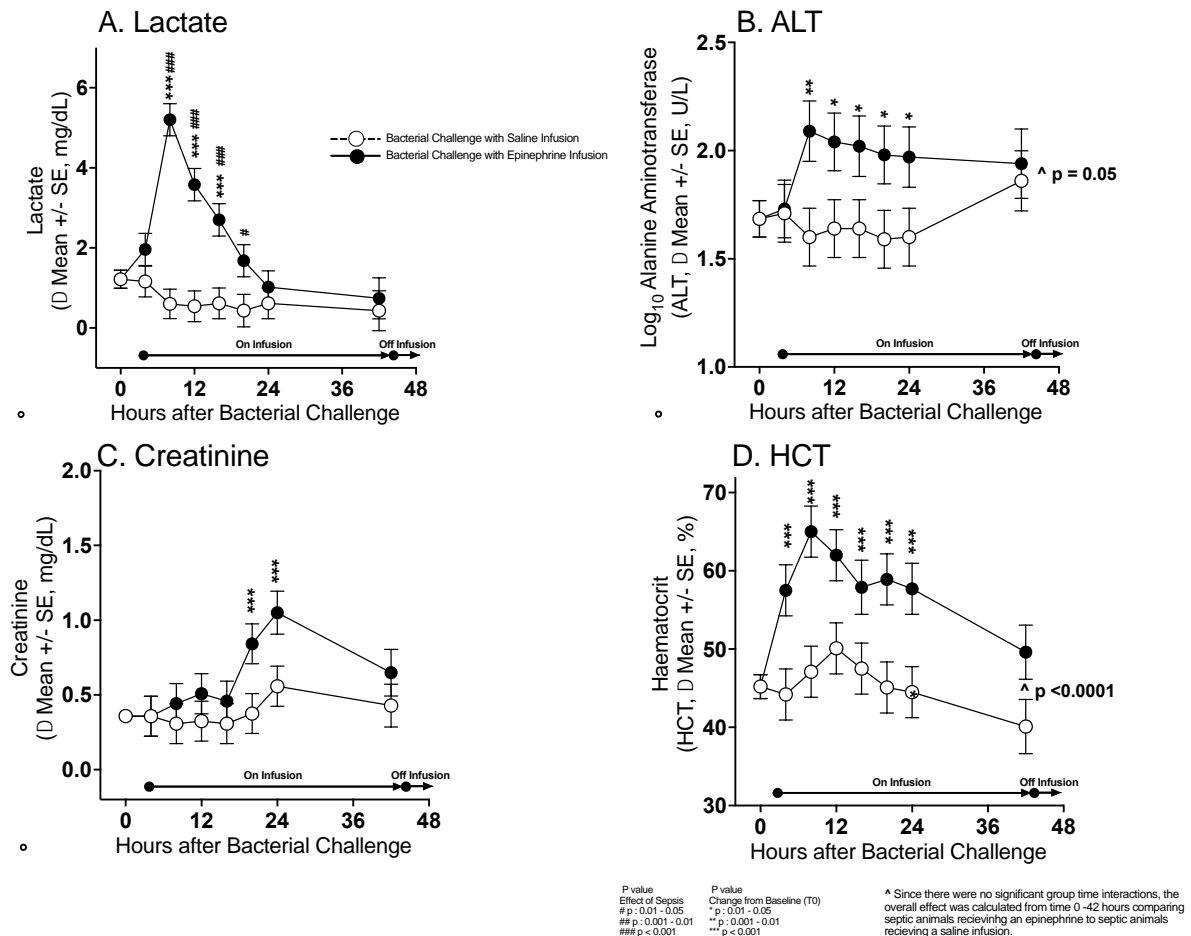 A. Lactate
*** ###
*** ###
*** ###
#
6
4
2
0
Lactate
(D Mean +/- SE, mg/dL)
Bacterial Challenge with Saline Infusion
Bacterial Challenge with Epinephrine Infusion
On Infusion
Off Infusion
0 12 24 36 48
Hours after Bacterial Challenge
B. ALT
2.5
2.0
1.5
1.0
** * * * *
^ p = 0.05
Log10 Alanine Aminotransferase
(ALT, D Mean +/- SE, U/L)
On Infusion
Off Infusion
0 12 24 36 48
Hours after Bacterial Challenge
C. Creatinine
2.0
1.5
1.0
0.5
0.0
*** ***
Creatinine
(D Mean +/- SE, mg/dL)
On Infusion
Off Infusion
0 12 24 36 48
Hours after Bacterial Challenge
D. HCT
70
60
50
40
30
*** *** *** *** *** ***
*
^ p <0.0001
Haematocrit
(HCT, D Mean +/- SE, %)
On Infusion
Off Infusion
0 12 24 36 48
Hours after Bacterial Challenge
P value
Effect of Sepsis
# p : 0.01 - 0.05
## p : 0.001 - 0.01
### p < 0.001
P value
Change from Baseline (T0)
* p : 0.01 - 0.05
** p : 0.001 - 0.01
*** p < 0.001
^ Since there were no significant group time interactions, the
overall effect was calculated from time 0 -42 hours comparing
septic animals recievinhg an epinephrine to septic animals
recieving a saline infusion.